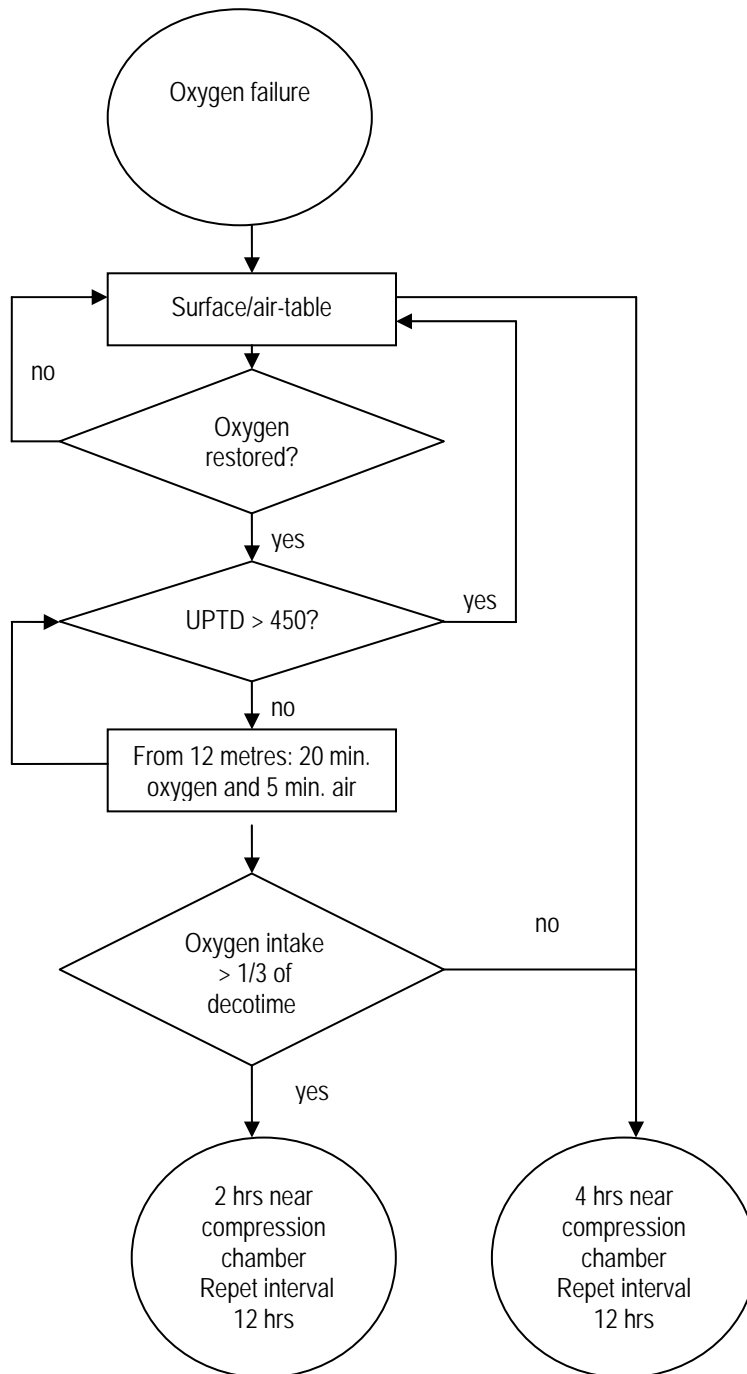 Oxygen failure
Surface/air-table
no
Oxygen
restored?
yes
UPTD > 450?
yes
no
From 12 metres: 20 min.
oxygen and 5 min. air
Oxygen intake
> 1/3 of
decotime
no
yes
2 hrs near
compression
chamber
Repet interval
12 hrs
4 hrs near
compression
chamber
Repet interval
12 hrs